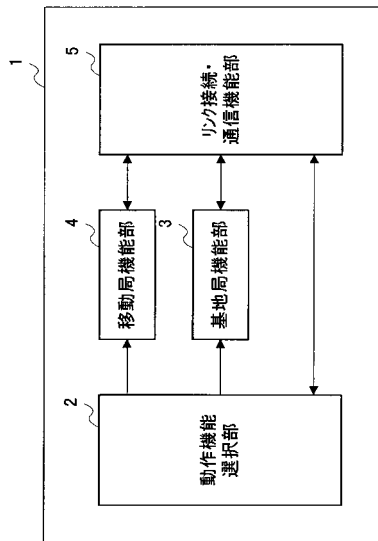 1
2
動作機能
選択部
4
移動局機能部
3
基地局機能部
5
リンク接続・
通信機能部